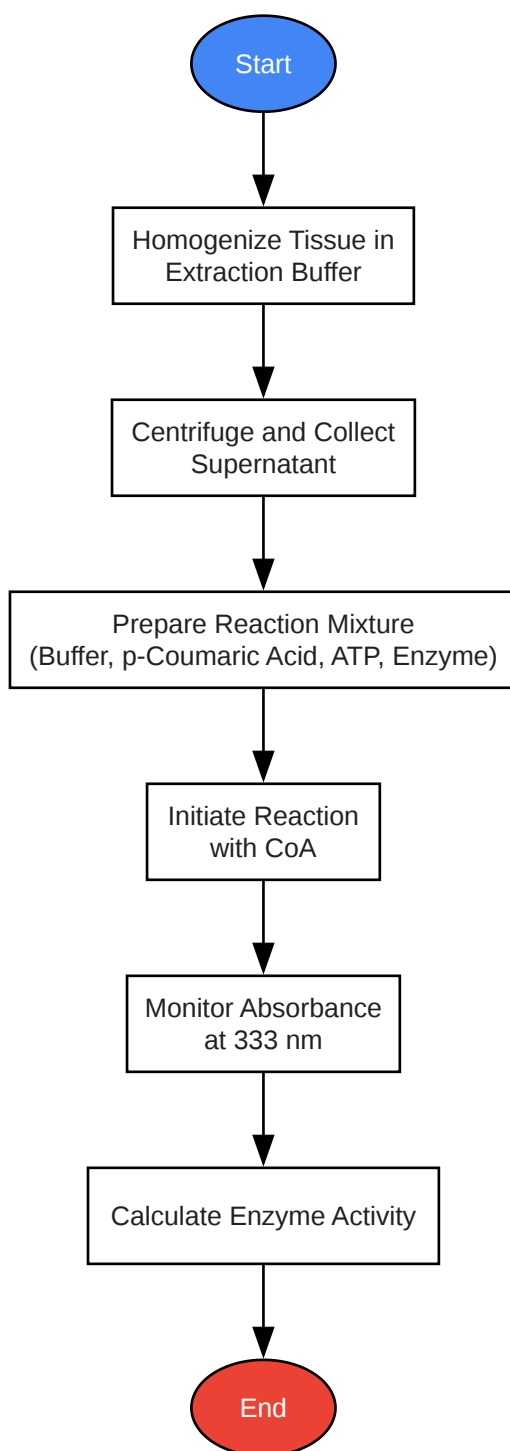 Start
Homogenize Tissue in
Extraction Buffer
Centrifuge and Collect
Supernatant
Prepare Reaction Mixture
(Buffer, p-Coumaric Acid, ATP, Enzyme)
Initiate Reaction
with CoA
Monitor Absorbance
at 333 nm
Calculate Enzyme Activity
End